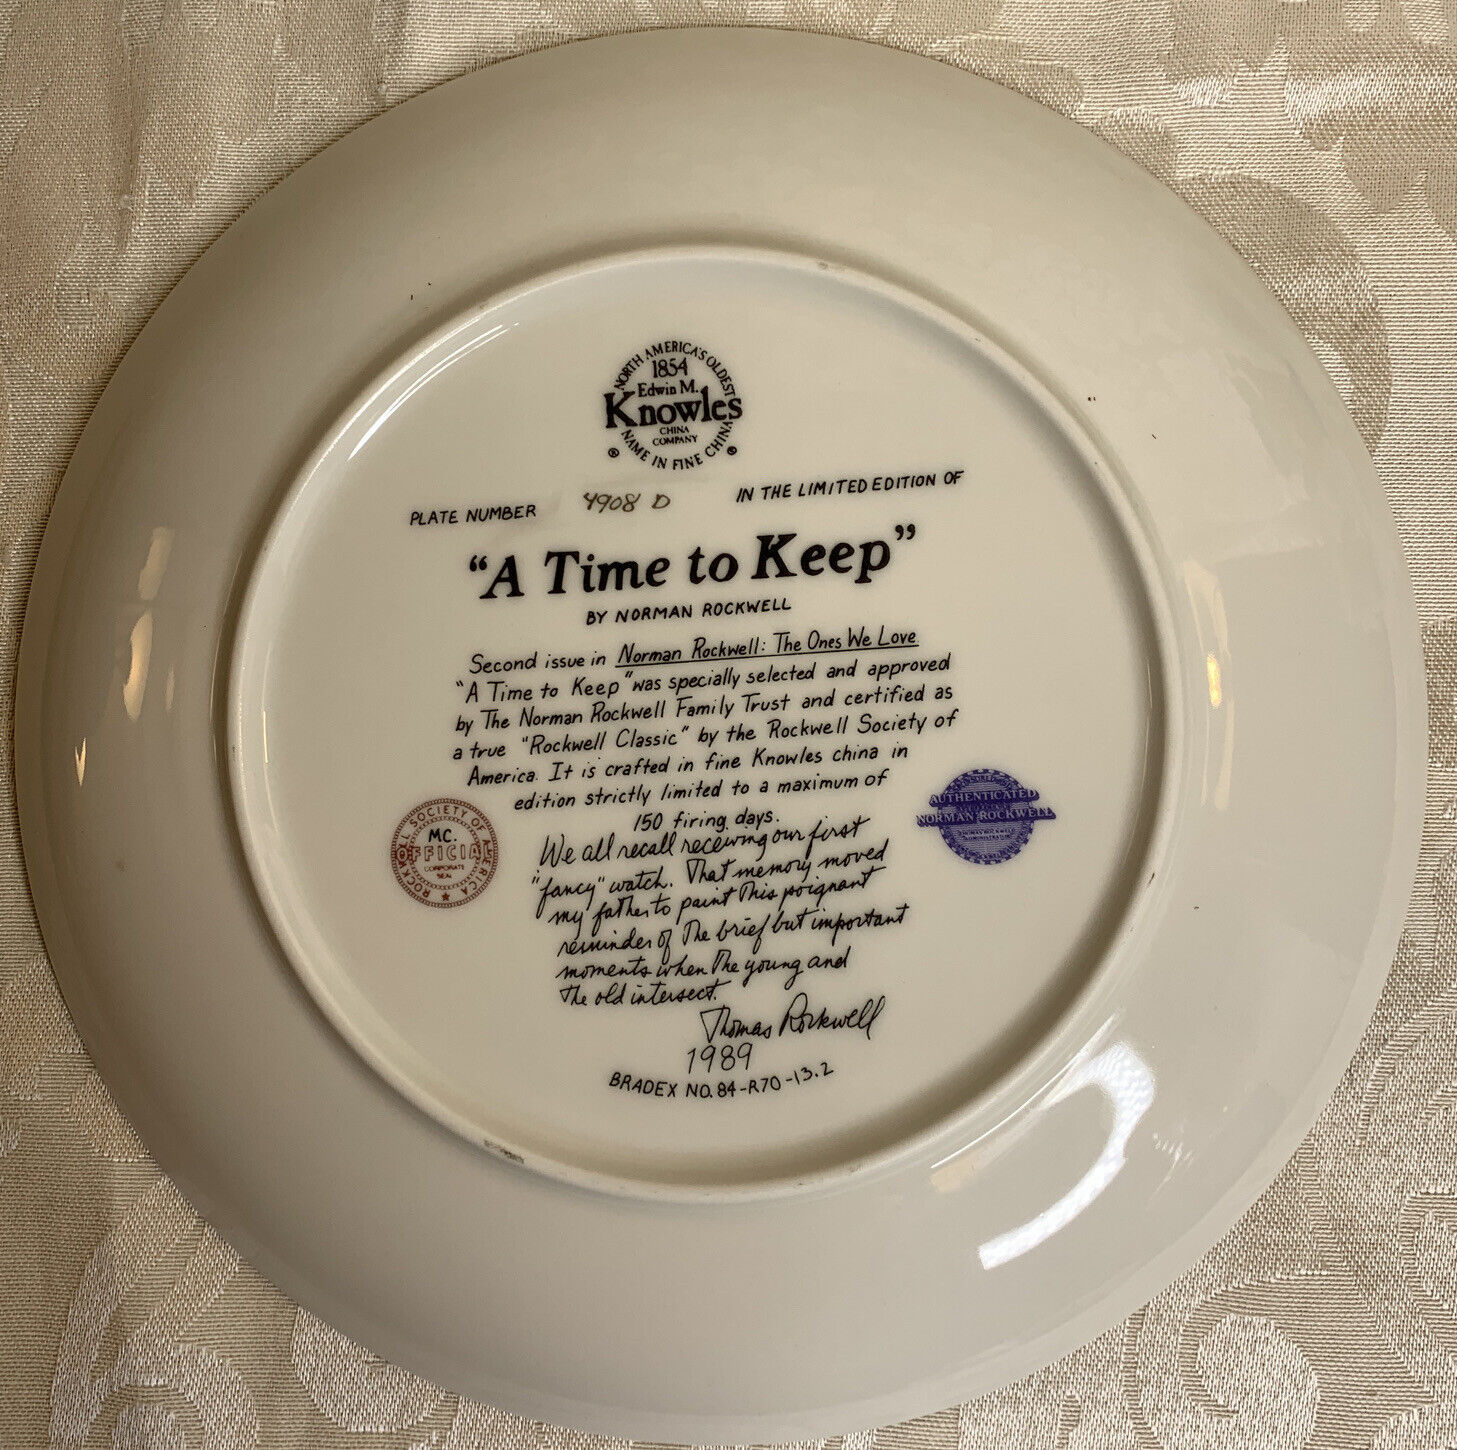 NORTH AMERICA'S OLDEST
1854
Edwin M.
Knowles
CHINA
COMPANY
® NAME IN FINE CHINA ®
PLATE NUMBER 4908 D IN THE LIMITED EDITION OF
"A Time to Keep"
BY NORMAN ROCKWELL
Second issue in Norman Rockwell: The Ones We Love
"A Time to Keep" was specially selected and approved
by The Norman Rockwell Family Trust and certified as
a true "Rockwell Classic" by the Rockwell Society of
America. It is crafted in fine Knowles china in
edition strictly limited to a maximum of
150 firing days.
ROCKWELL SOCIETY OF AMERICA
M.C.
OFFICIAL
CORPORATE
SEAL
AUTHENTICATED
NORMAN ROCKWELL
We all recall receiving our first
"fancy" watch. That memory moved
my father to paint this poignant
reminder of the brief but important
moments when the young and
the old intersect.
Thomas Rockwell
1989
BRADEX NO. 84-R70-13.2